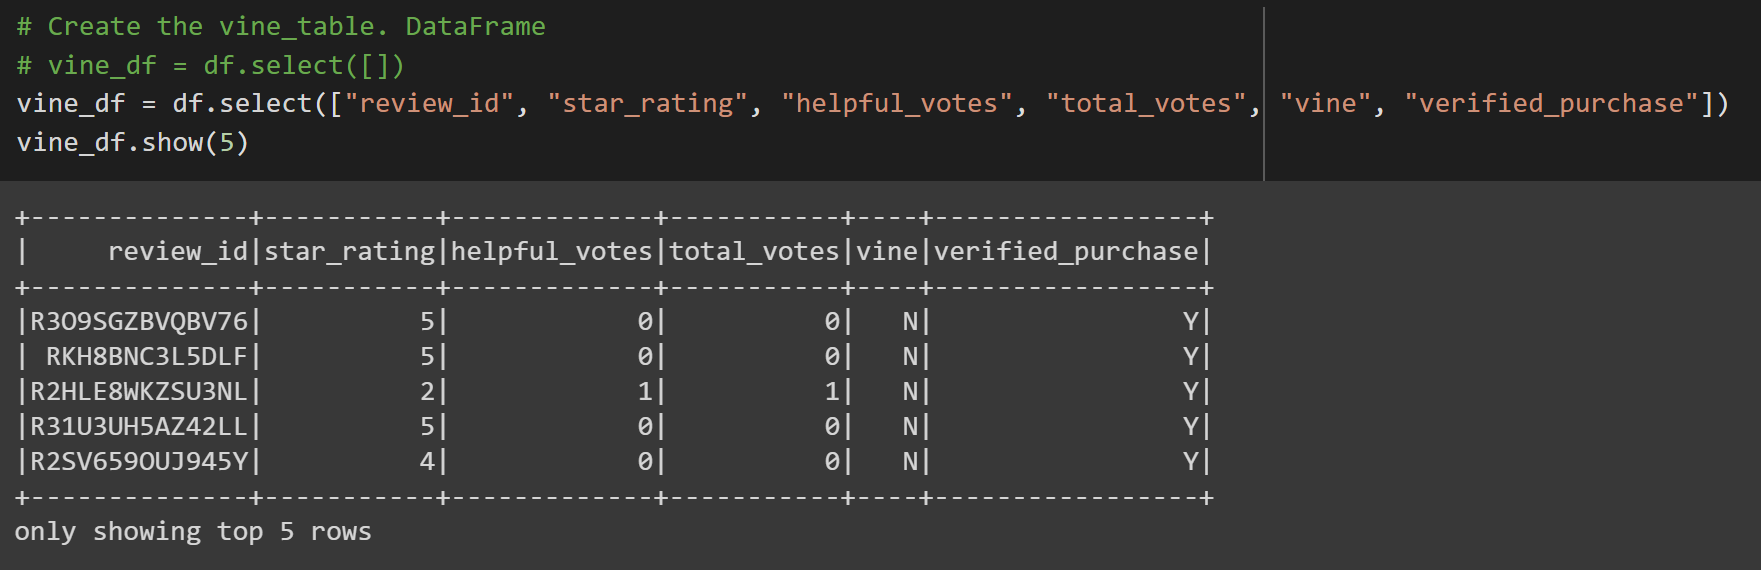 # Create the vine_table. DataFrame
# vine_df = df.select([])
vine_df = df.select(["review_id", "star_rating", "helpful_votes", "total_votes", "vine", "verified_purchase"])
vine_df.show(5)
+--------------+-----------+-------------+-----------+----+-----------------+
|     review_id|star_rating|helpful_votes|total_votes|vine|verified_purchase|
+--------------+-----------+-------------+-----------+----+-----------------+
|R3O9SGZBVQBV76|          5|            0|          0|   N|                Y|
| RKH8BNC3L5DLF|          5|            0|          0|   N|                Y|
|R2HLE8WKZSU3NL|          2|            1|          1|   N|                Y|
|R31U3UH5AZ42LL|          5|            0|          0|   N|                Y|
|R2SV659OUJ945Y|          4|            0|          0|   N|                Y|
+--------------+-----------+-------------+-----------+----+-----------------+
only showing top 5 rows